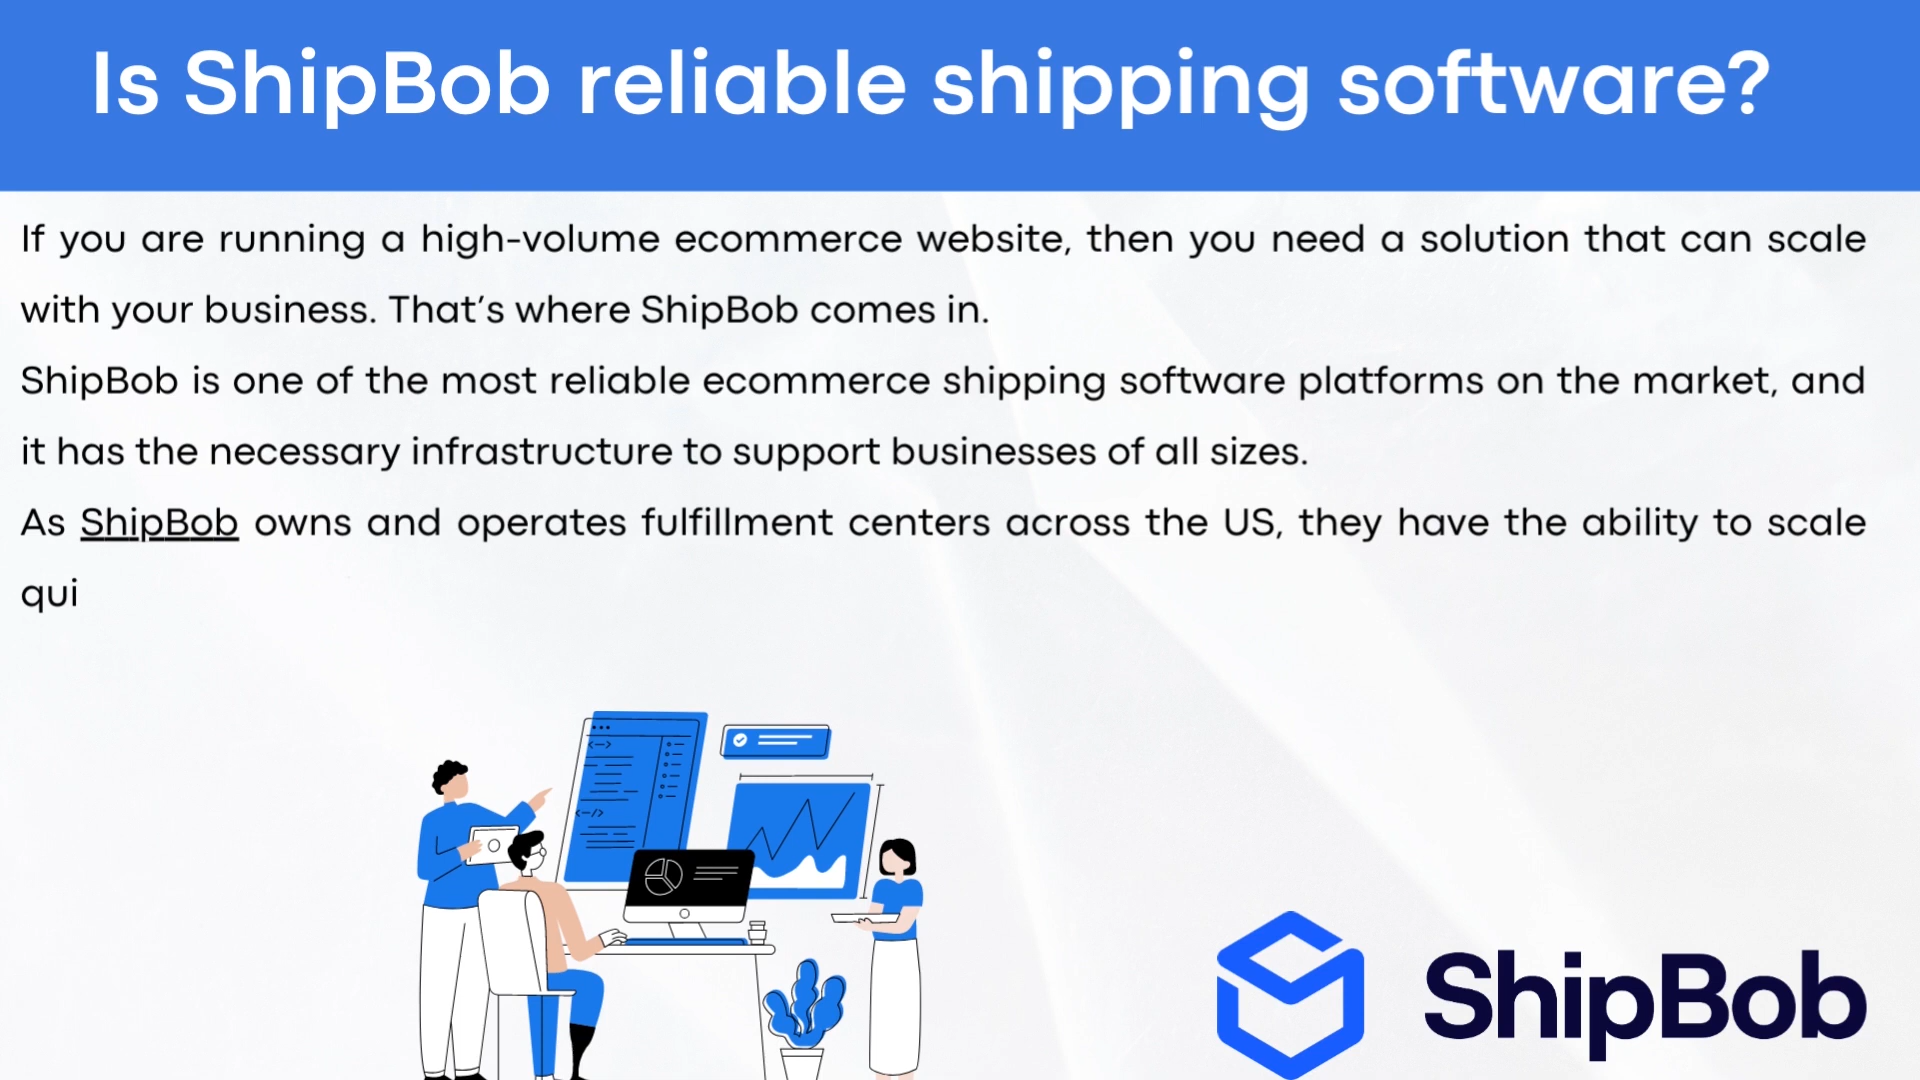 Is ShipBob reliable shipping software?
If you are running a high-volume ecommerce website, then you need a solution that can scale
with your business. That’s where ShipBob comes in.
ShipBob is one of the most reliable ecommerce shipping software platforms on the market, and
it has the necessary infrastructure to support businesses of all sizes.
As ShipBob owns and operates fulfillment centers across the US, they have the ability to scale
qui
ShipBob